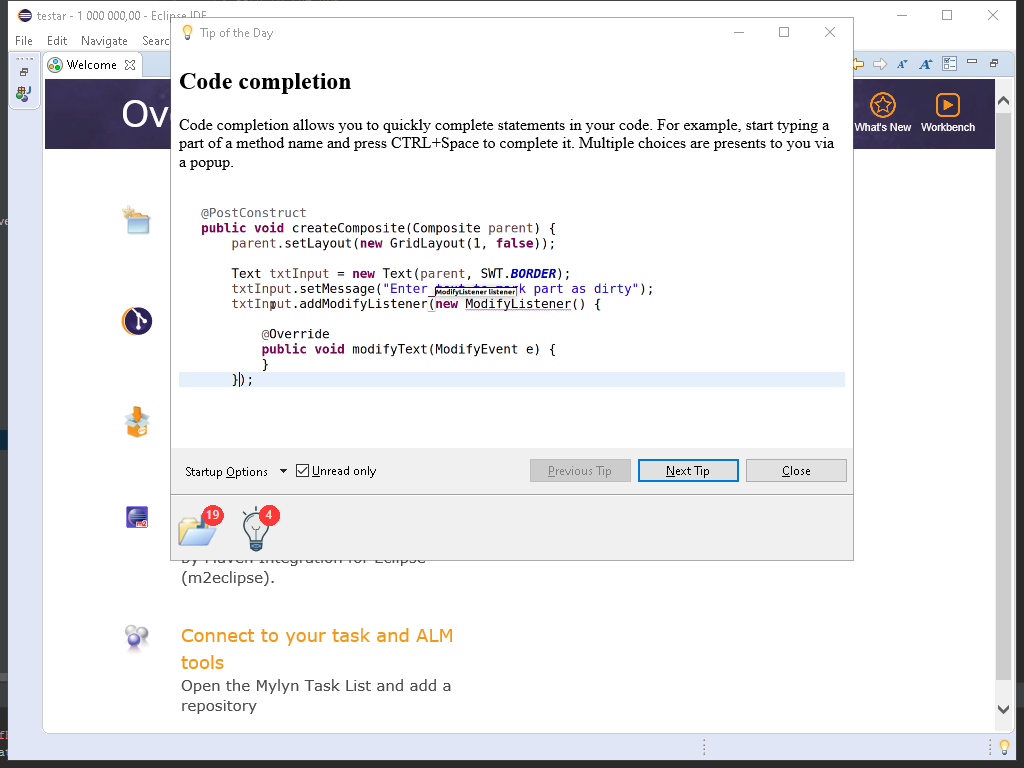 testar - 1 000 000,00 - Eclipse IDE
Tip of the Day
File Edit Navigate
Welcome
What's New Workbench
Code completion
Code completion allows you to quickly complete statements in your code. For example, start typing a
part of a method name and press CTRL+Space to complete it. Multiple choices are presents to you via
a popup.
@PostConstruct
public void createComposite(Composite parent) {
parent.setLayout(new GridLayout(1, false));
Text txtInput = new Text(parent, SWT.BORDER);
txtInput.setMessage("Enter text to mark part as dirty");
ModifyListener listener
txtInput.addModifyListener(new ModifyListener() {
@Override
public void modifyText(ModifyEvent e) {
}
});
Startup Options Unread only Previous Tip Next Tip Close
19 4
by Maven Integration for Eclipse
(m2eclipse).
Connect to your task and ALM
tools
Open the Mylyn Task List and add a
repository